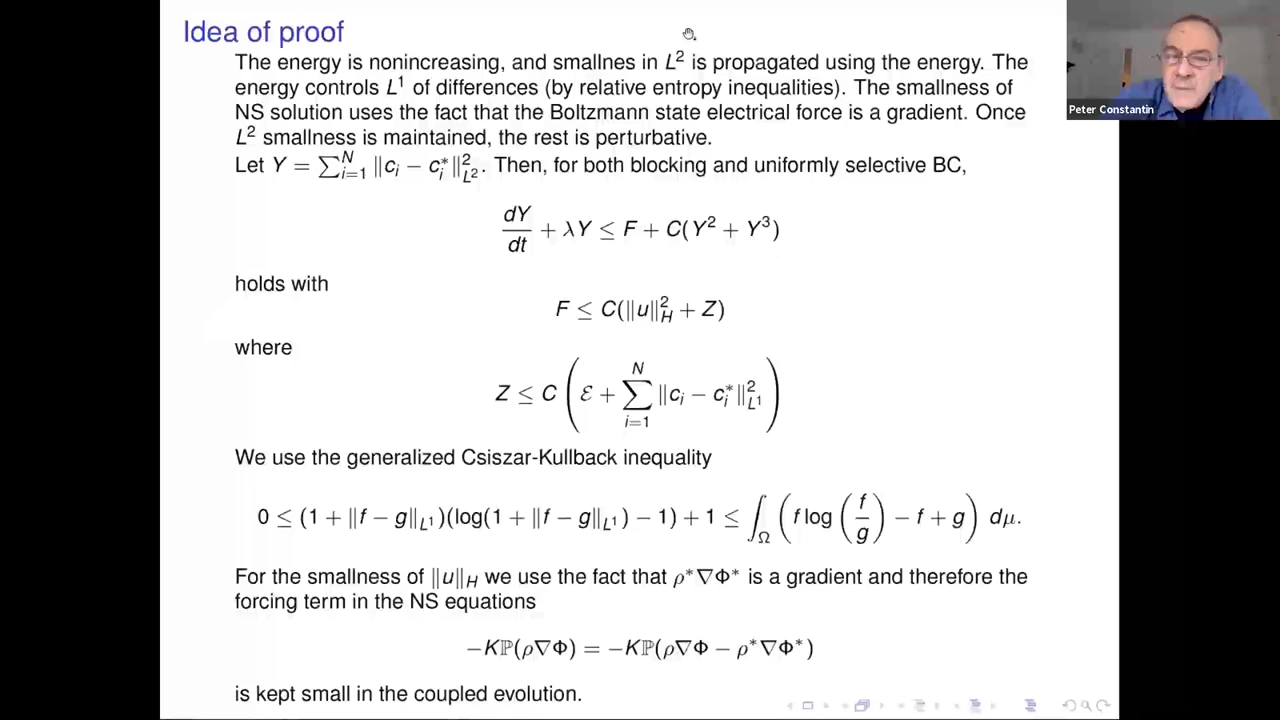 Idea of proof
The energy is nonincreasing, and smallnes in L² is propagated using the energy. The
energy controls L¹ of differences (by relative entropy inequalities). The smallness of
NS solution uses the fact that the Boltzmann state electrical force is a gradient. Once
L² smallness is maintained, the rest is perturbative.
Let Y = ∑_{i=1}^{N} ‖c_i − c_i^*‖²_{L²}. Then, for both blocking and uniformly selective BC,
dY/dt + λY ≤ F + C(Y² + Y³)
holds with
F ≤ C(‖u‖²_H + Z)
where
Z ≤ C (ℰ + ∑_{i=1}^{N} ‖c_i − c_i^*‖²_{L¹})
We use the generalized Csiszar-Kullback inequality
0 ≤ (1 + ‖f − g‖_{L¹})(log(1 + ‖f − g‖_{L¹}) − 1) + 1 ≤ ∫_Ω (f log (f/g) − f + g) dμ.
For the smallness of ‖u‖_H we use the fact that ρ*∇Φ* is a gradient and therefore the
forcing term in the NS equations
−Kℙ(ρ∇Φ) = −Kℙ(ρ∇Φ − ρ*∇Φ*)
is kept small in the coupled evolution.
Peter Constantin